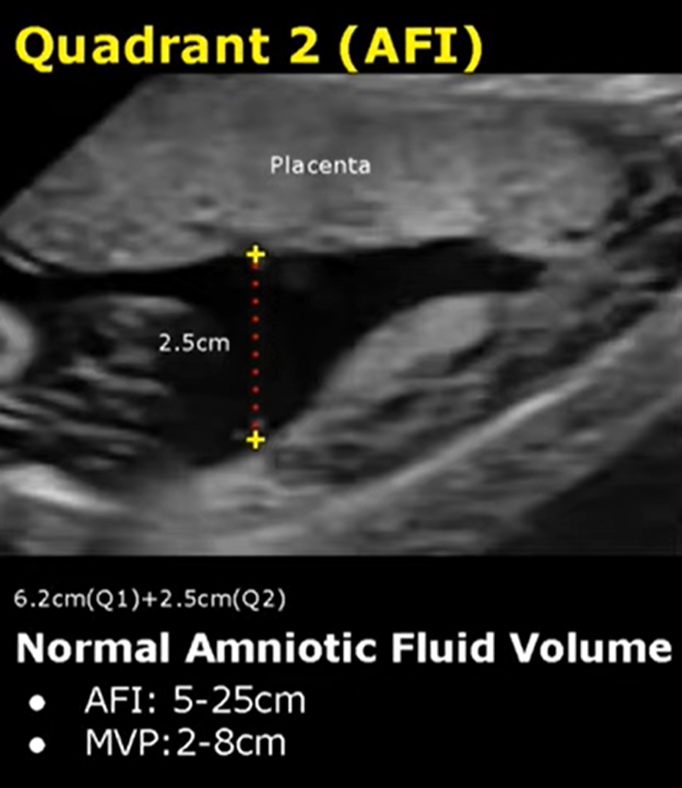 Quadrant 2 (AFI)
Placenta
2.5cm
6.2cm(Q1)+2.5cm(Q2)
Normal Amniotic Fluid Volume
• AFI: 5-25cm
• MVP:2-8cm